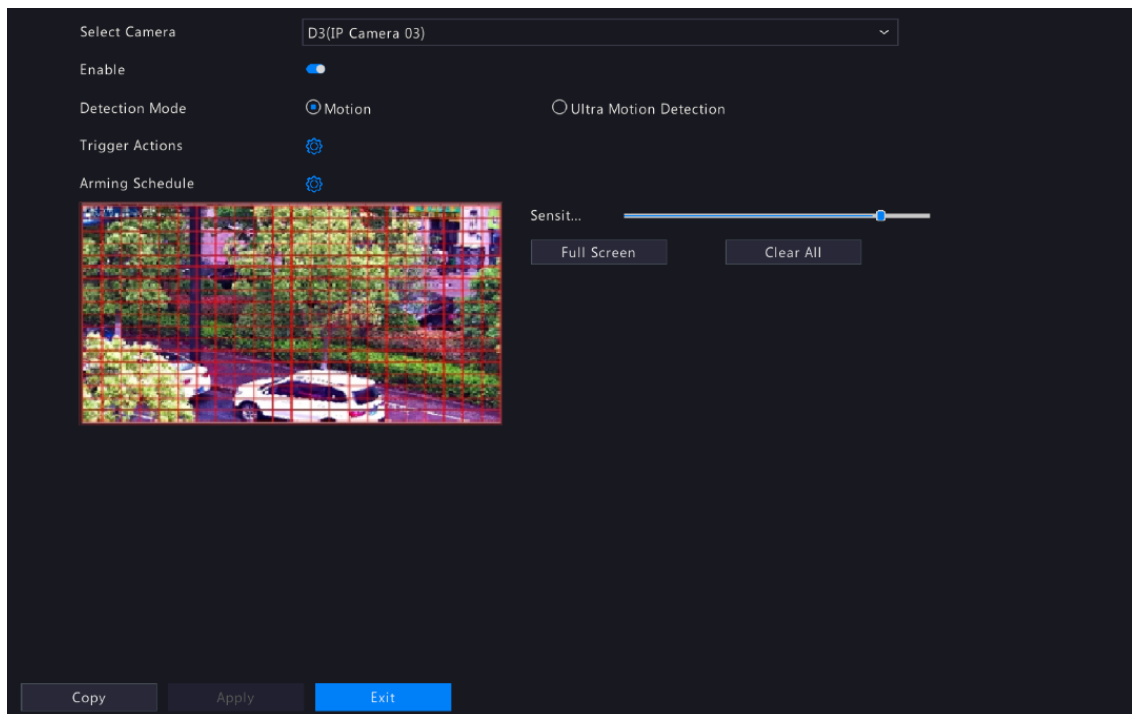 Select Camera D3(IP Camera 03)
Enable
Detection Mode Motion Ultra Motion Detection
Trigger Actions
Arming Schedule
Sensit...
Full Screen Clear All
Copy Apply Exit